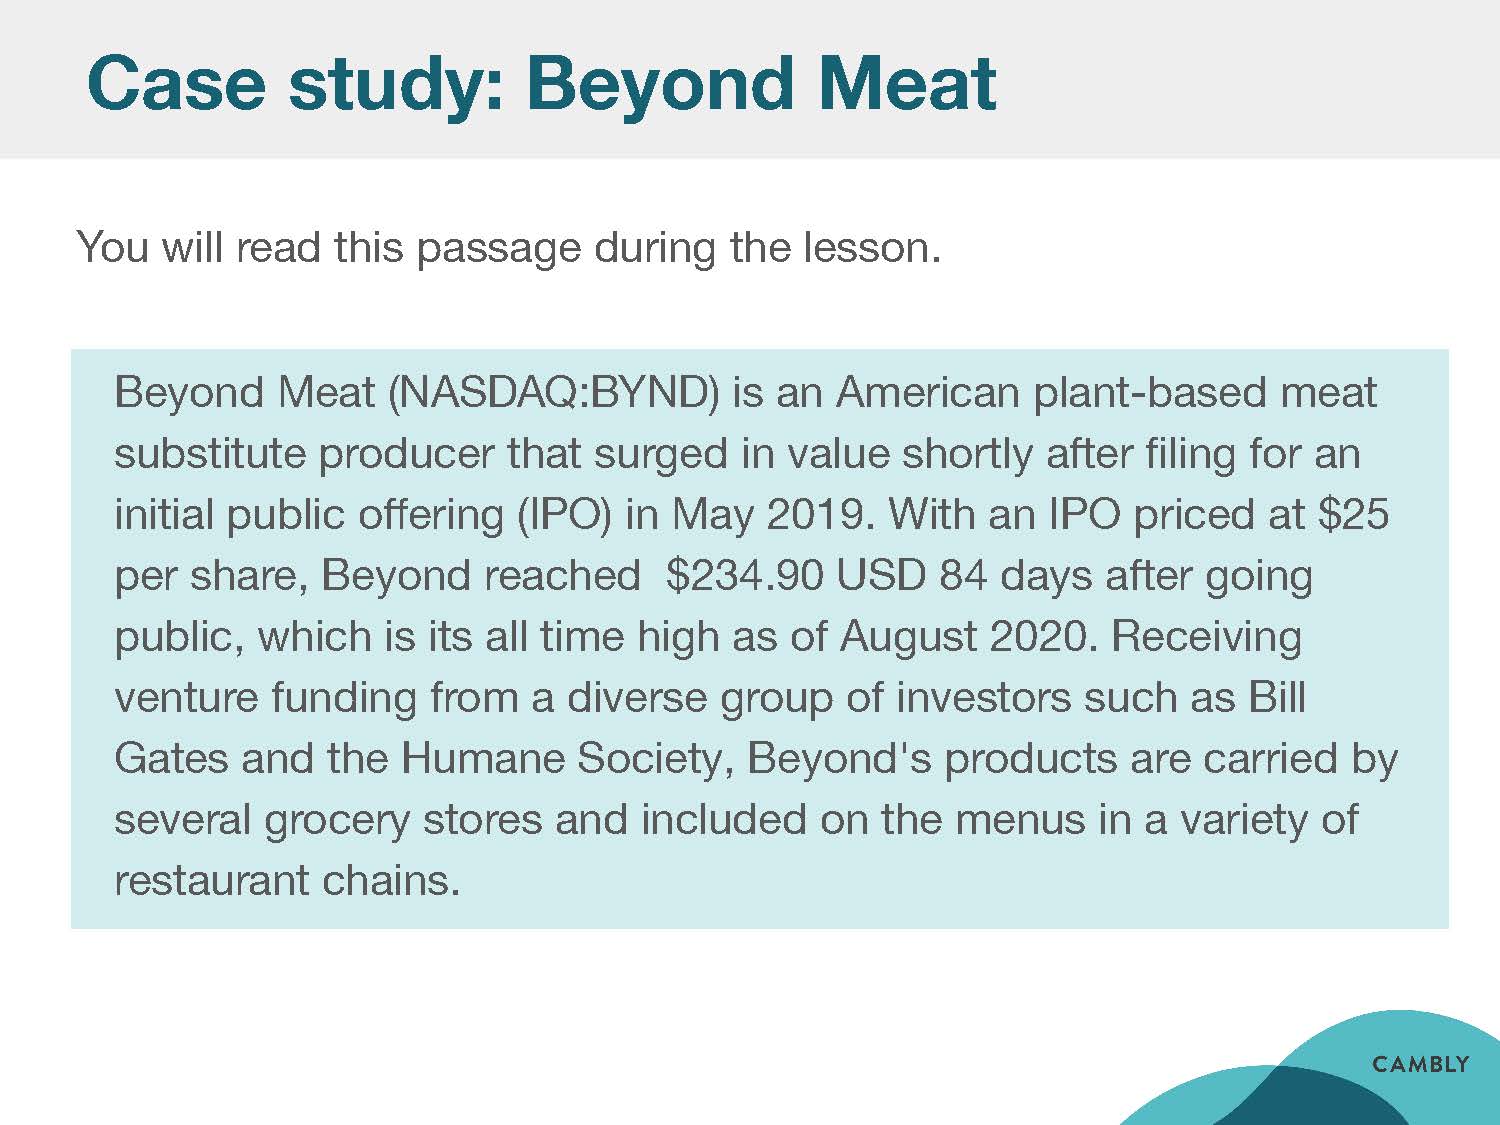 Case study: Beyond Meat
You will read this passage during the lesson.
Beyond Meat (NASDAQ:BYND) is an American plant-based meat
substitute producer that surged in value shortly after filing for an
initial public offering (IPO) in May 2019. With an IPO priced at $25
per share, Beyond reached $234.90 USD 84 days after going
public, which is its all time high as of August 2020. Receiving
venture funding from a diverse group of investors such as Bill
Gates and the Humane Society, Beyond's products are carried by
several grocery stores and included on the menus in a variety of
restaurant chains.
CAMBLY